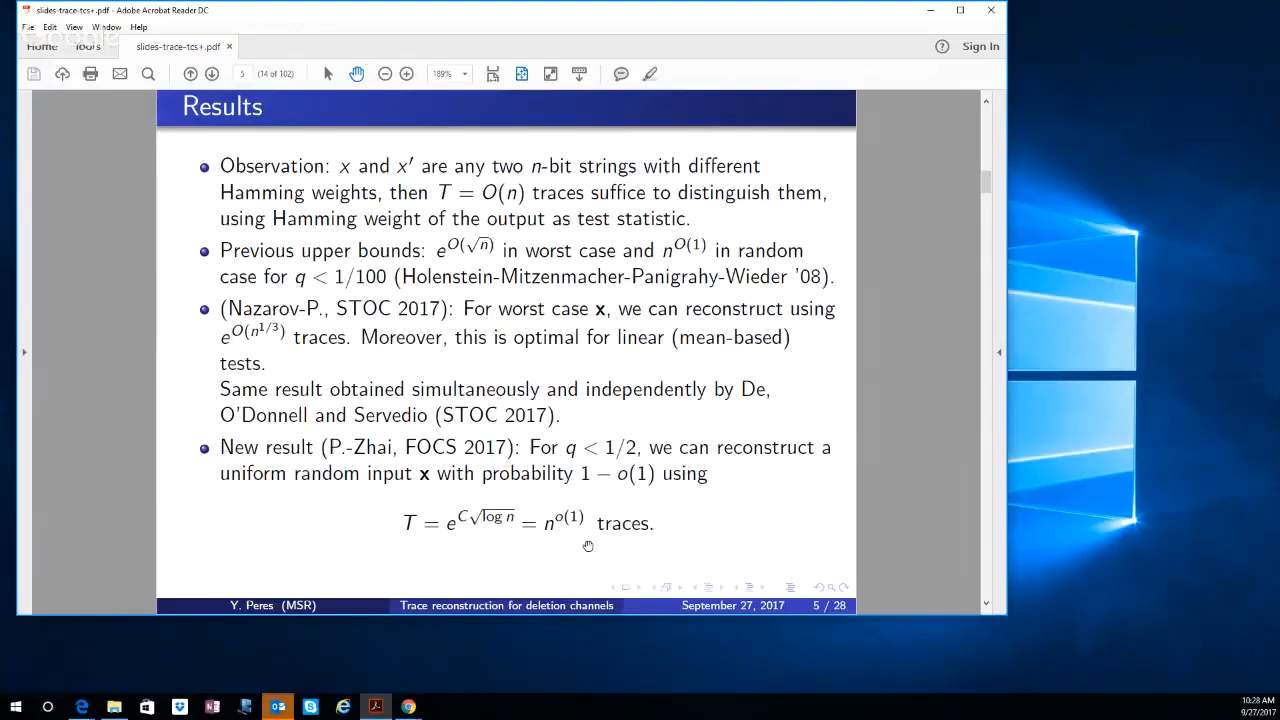 slides-trace-tcs+.pdf - Adobe Acrobat Reader DC
File Edit View Window Help
Home Tools slides-trace-tcs+.pdf × Sign In
5 (14 of 102) 189%
Results
Observation: x and x′ are any two n-bit strings with different
Hamming weights, then T = O(n) traces suffice to distinguish them,
using Hamming weight of the output as test statistic.
Previous upper bounds: e^{O(√n)} in worst case and n^{O(1)} in random
case for q < 1/100 (Holenstein-Mitzenmacher-Panigrahy-Wieder '08).
(Nazarov-P., STOC 2017): For worst case x, we can reconstruct using
e^{O(n^{1/3})} traces. Moreover, this is optimal for linear (mean-based)
tests.
Same result obtained simultaneously and independently by De,
O'Donnell and Servedio (STOC 2017).
New result (P.-Zhai, FOCS 2017): For q < 1/2, we can reconstruct a
uniform random input x with probability 1 − o(1) using
T = e^{C√log n} = n^{o(1)} traces.
Y. Peres (MSR) Trace reconstruction for deletion channels September 27, 2017 5 / 28
10:28 AM
9/27/2017